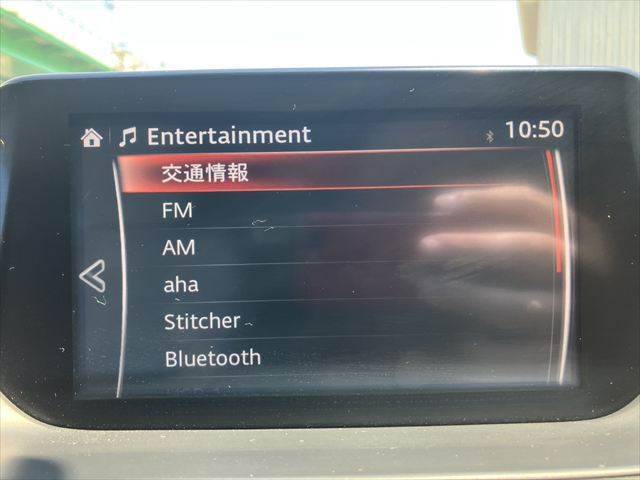 Entertainment
10:50
交通情報
FM
AM
aha
Stitcher
Bluetooth